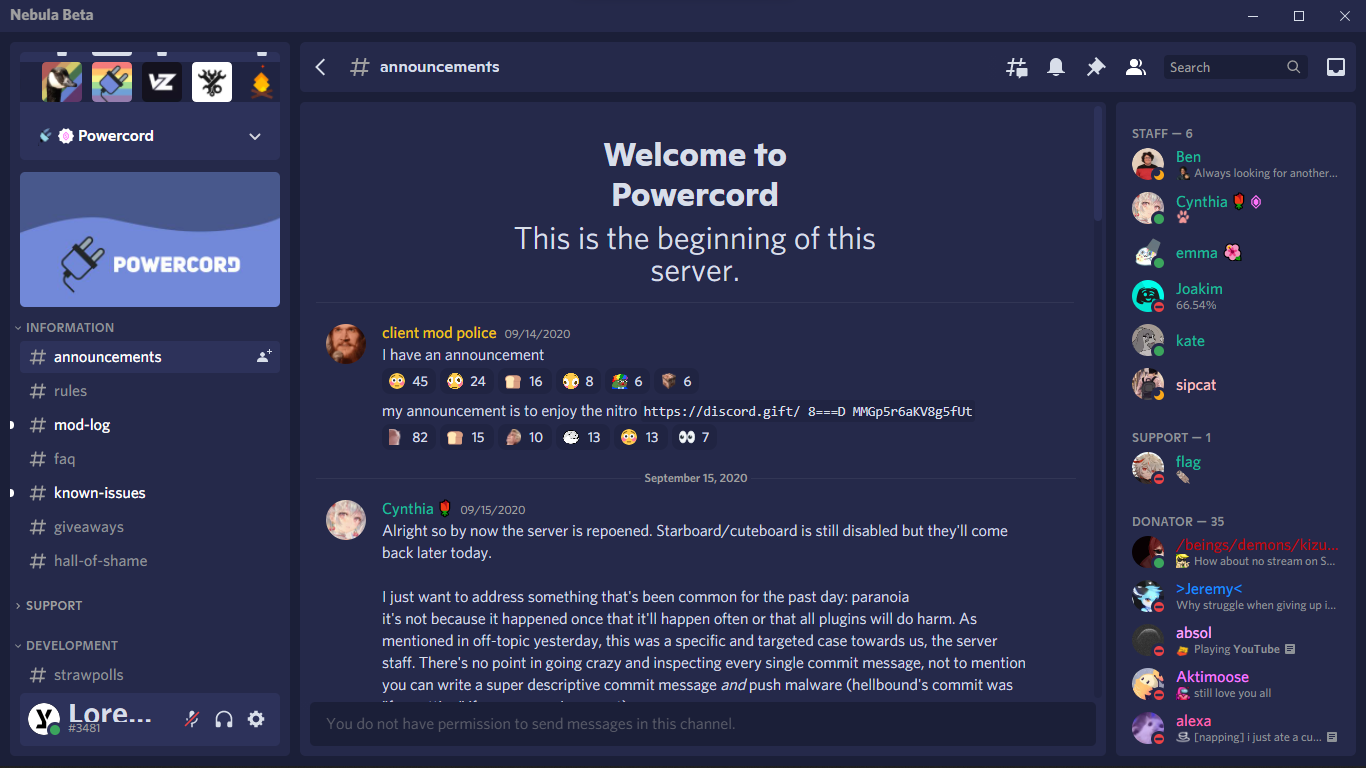 Nebula Beta
VZ
Powercord
POWERCORD
INFORMATION
announcements
rules
mod-log
faq
known-issues
giveaways
hall-of-shame
SUPPORT
DEVELOPMENT
strawpolls
Lore...
#3481
# announcements
Search
Welcome to
Powercord
This is the beginning of this
server.
client mod police 09/14/2020
I have an announcement
45 24 16 8 6 6
my announcement is to enjoy the nitro https://discord.gift/ 8===D MMGp5r6aKV8g5fUt
82 15 10 13 13 7
September 15, 2020
Cynthia 09/15/2020
Alright so by now the server is repoened. Starboard/cuteboard is still disabled but they'll come
back later today.
I just want to address something that's been common for the past day: paranoia
it's not because it happened once that it'll happen often or that all plugins will do harm. As
mentioned in off-topic yesterday, this was a specific and targeted case towards us, the server
staff. There's no point in going crazy and inspecting every single commit message, not to mention
you can write a super descriptive commit message and push malware (hellbound's commit was
You do not have permission to send messages in this channel.
STAFF — 6
Ben
Always looking for another...
Cynthia
emma
Joakim
66.54%
kate
sipcat
SUPPORT — 1
flag
DONATOR — 35
/beings/demons/kizu...
How about no stream on S...
>Jeremy<
Why struggle when giving up i...
absol
Playing YouTube
Aktimoose
still love you all
alexa
[napping] i just ate a cu...